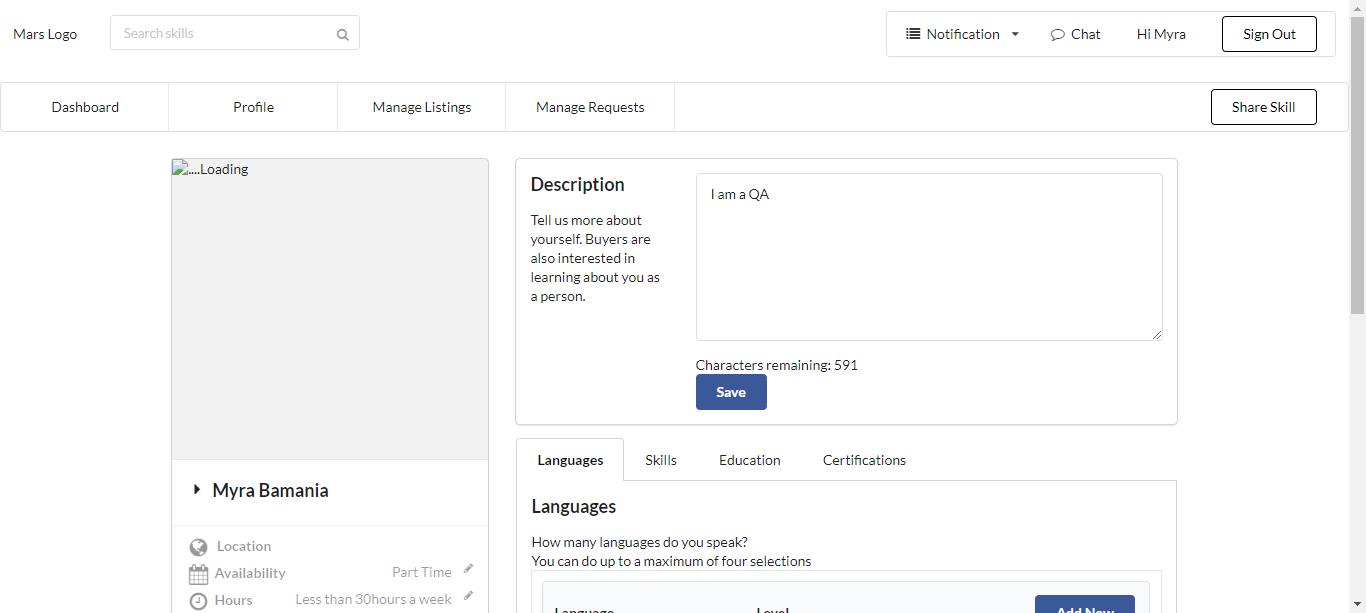 Mars Logo
Search skills
Notification
Chat
Hi Myra
Sign Out
Dashboard
Profile
Manage Listings
Manage Requests
Share Skill
....Loading
Description
Tell us more about
yourself. Buyers are
also interested in
learning about you as
a person.
I am a QA
Characters remaining: 591
Save
Myra Bamania
Location
Availability
Part Time
Hours
Less than 30hours a week
Languages
Skills
Education
Certifications
Languages
How many languages do you speak?
You can do up to a maximum of four selections
Language
Level
Add New